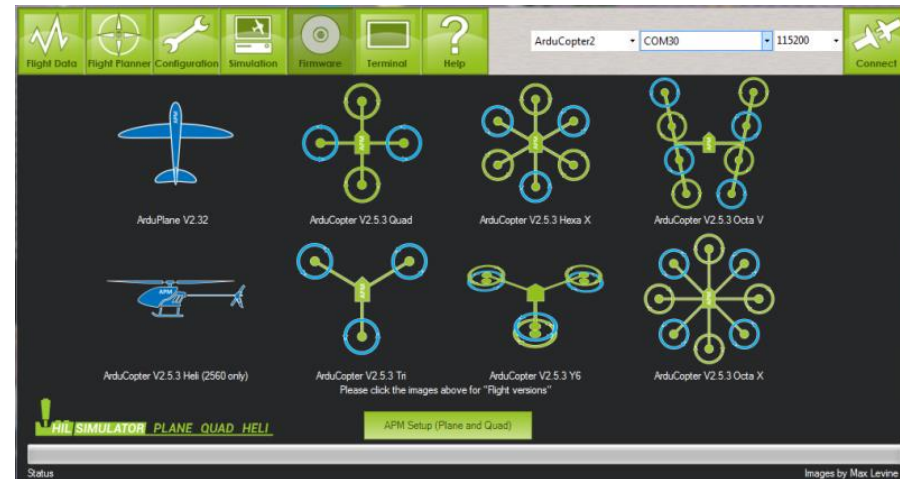 Flight Data Flight Planner Configuration Simulation Firmware Terminal Help ArduCopter2 COM30 115200 Connect
APM
ArduPlane V2.32 ArduCopter V2.5.3 Quad ArduCopter V2.5.3 Hexa X ArduCopter V2.5.3 Octa V
APM
ArduCopter V2.5.3 Heli (2560 only) ArduCopter V2.5.3 Tri ArduCopter V2.5.3 Y6 ArduCopter V2.5.3 Octa X
Please click the images above for "Flight versions"
HIL SIMULATOR PLANE QUAD HELI APM Setup (Plane and Quad)
Status Images by Max Levine